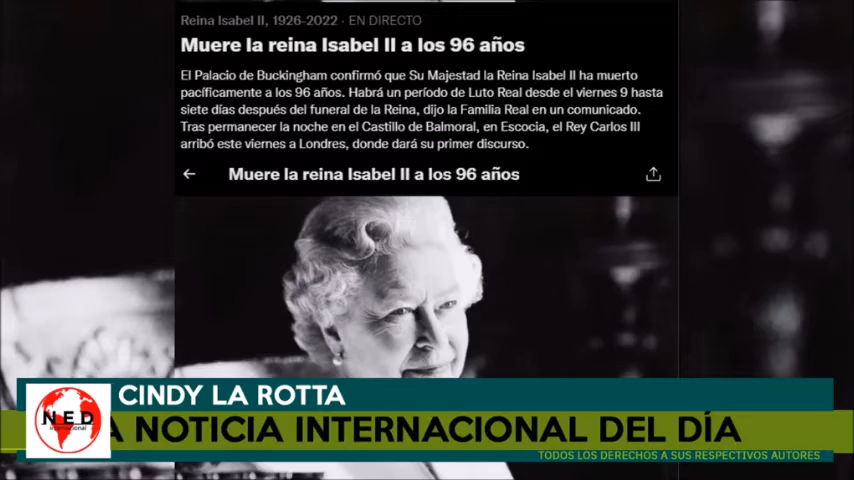 Reina Isabel II, 1926-2022 · EN DIRECTO
Muere la reina Isabel II a los 96 años
El Palacio de Buckingham confirmó que Su Majestad la Reina Isabel II ha muerto
pacíficamente a los 96 años. Habrá un período de Luto Real desde el viernes 9 hasta
siete días después del funeral de la Reina, dijo la Familia Real en un comunicado.
Tras permanecer la noche en el Castillo de Balmoral, en Escocia, el Rey Carlos III
arribó este viernes a Londres, donde dará su primer discurso.
Muere la reina Isabel II a los 96 años
CINDY LA ROTTA
NED
international
A NOTICIA INTERNACIONAL DEL DÍA
TODOS LOS DERECHOS A SUS RESPECTIVOS AUTORES